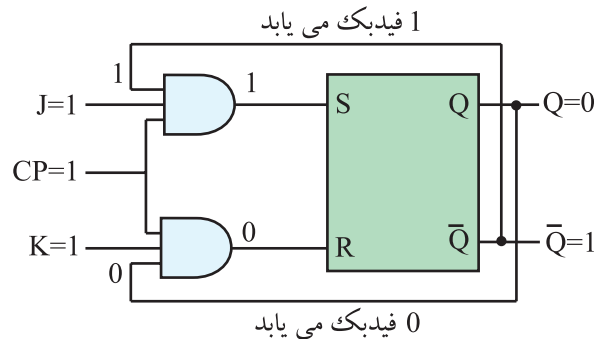 1 فیدبک می یابد
1
1
J=1
S
Q
Q=0
CP=1
K=1
0
0
R
Q̅
Q̅=1
0 فیدبک می یابد